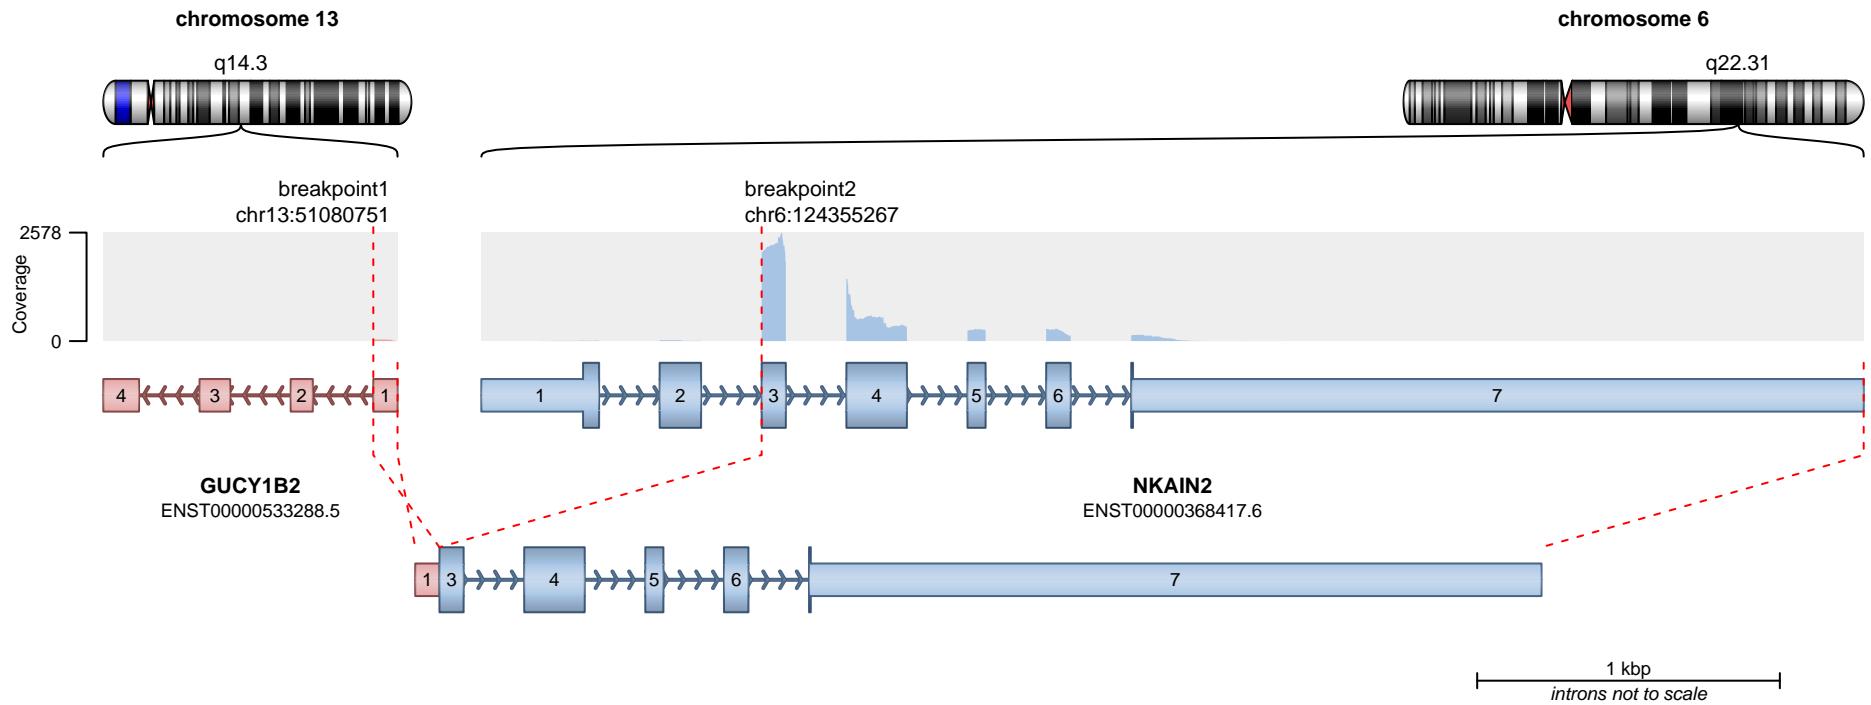 chromosome 13
chromosome 6
q14.3
q22.31
breakpoint1
chr13:51080751
breakpoint2
chr6:124355267
2578
Coverage
0
4
3
2
1
1
2
3
4
5
6
7
GUCY1B2
ENST00000533288.5
NKAIN2
ENST00000368417.6
1
3
4
5
6
7
1 kbp
introns not to scale